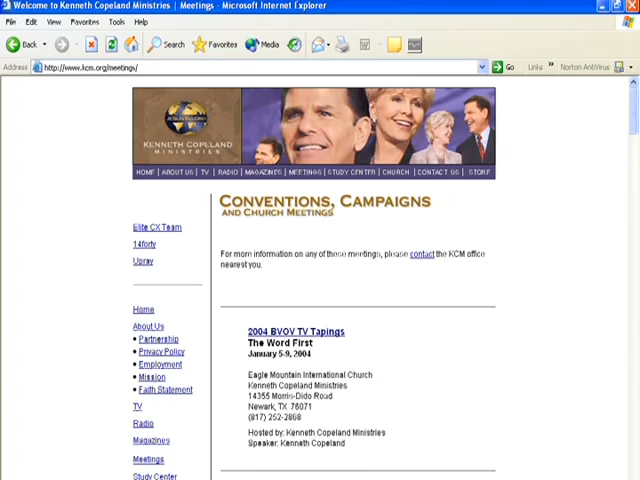 Welcome to Kenneth Copeland Ministries | Meetings - Microsoft Internet Explorer
File Edit View Favorites Tools Help
Back Search Favorites Media
Address http://www.kcm.org/meetings/ Go Links » Norton AntiVirus
JESUS IS LORD
KENNETH COPELAND
MINISTRIES
HOME | ABOUT US | TV | RADIO | MAGAZINES | MEETINGS | STUDY CENTER | CHURCH | CONTACT US | STORE
CONVENTIONS, CAMPAIGNS
AND CHURCH MEETINGS
Elite CX Team
14forty
Upray
For more information on any of these meetings, please contact the KCM office
nearest you.
Home
About Us
• Partnership
• Privacy Policy
• Employment
• Mission
• Faith Statement
TV
Radio
Magazines
Meetings
Study Center
2004 BVOV TV Tapings
The Word First
January 5-9, 2004
Eagle Mountain International Church
Kenneth Copeland Ministries
14355 Morris-Dido Road
Newark, TX 76071
(817) 252-2868
Hosted by: Kenneth Copeland Ministries
Speaker: Kenneth Copeland